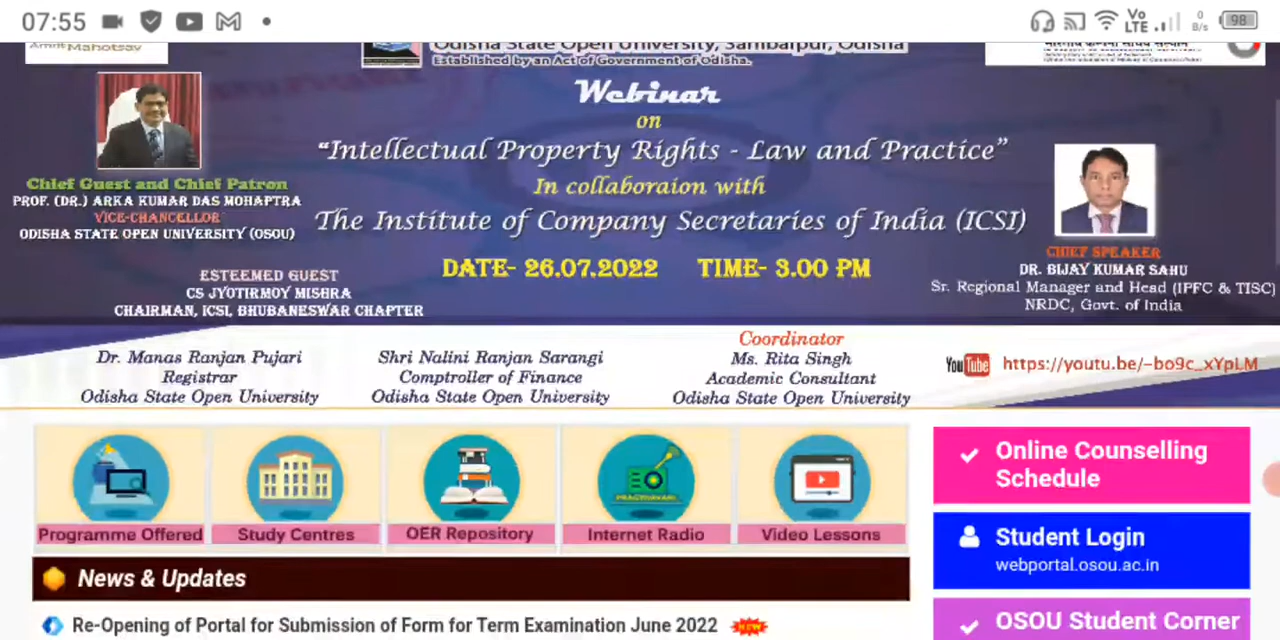 07:55
Vo
LTE
0
B/s
98
Amrit Mahotsav
Odisha State Open University, Sambalpur, Odisha
Established by an Act of Government of Odisha.
Webinar
on
“Intellectual Property Rights - Law and Practice”
In collaboraion with
The Institute of Company Secretaries of India (ICSI)
DATE- 26.07.2022 TIME- 3.00 PM
Chief Guest and Chief Patron
PROF. (DR.) ARKA KUMAR DAS MOHAPTRA
VICE-CHANCELLOR
ODISHA STATE OPEN UNIVERSITY (OSOU)
ESTEEMED GUEST
CS JYOTIRMOY MISHRA
CHAIRMAN, ICSI, BHUBANESWAR CHAPTER
CHIEF SPEAKER
DR. BIJAY KUMAR SAHU
Sr. Regional Manager and Head (IPFC & TISC)
NRDC, Govt. of India
Dr. Manas Ranjan Pujari
Registrar
Odisha State Open University
Shri Nalini Ranjan Sarangi
Comptroller of Finance
Odisha State Open University
Coordinator
Ms. Rita Singh
Academic Consultant
Odisha State Open University
YouTube https://youtu.be/-bo9c_xYpLM
Programme Offered
Study Centres
OER Repository
Internet Radio
Video Lessons
Online Counselling
Schedule
Student Login
webportal.osou.ac.in
OSOU Student Corner
News & Updates
Re-Opening of Portal for Submission of Form for Term Examination June 2022 NEW